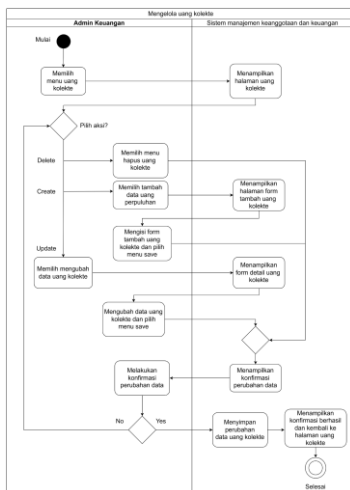 Mengelola uang kolekte
Admin Keuangan
Sistem manajemen keanggotaan dan keuangan
Mulai
Memilih
menu uang
kolekte
Menampilkan
halaman uang
kolekte
Pilih aksi?
Delete
Memilih menu
hapus uang
kolekte
Create
Memilih tambah
data uang
perpuluhan
Menampilkan
halaman form
tambah uang
kolekte
Mengisi form
tambah uang
kolekte dan pilih
menu save
Update
Memilih mengubah
data uang kolekte
Menampilkan
form detail uang
kolekte
Mengubah data uang
kolekte dan pilih
menu save
Melakukan
konfirmasi
perubahan data
Menampilkan
konfirmasi
perubahan data
No
Yes
Menyimpan
perubahan
data uang kolekte
Menampilkan
konfirmasi berhasil
dan kembali ke
halaman uang
kolekte
Selesai